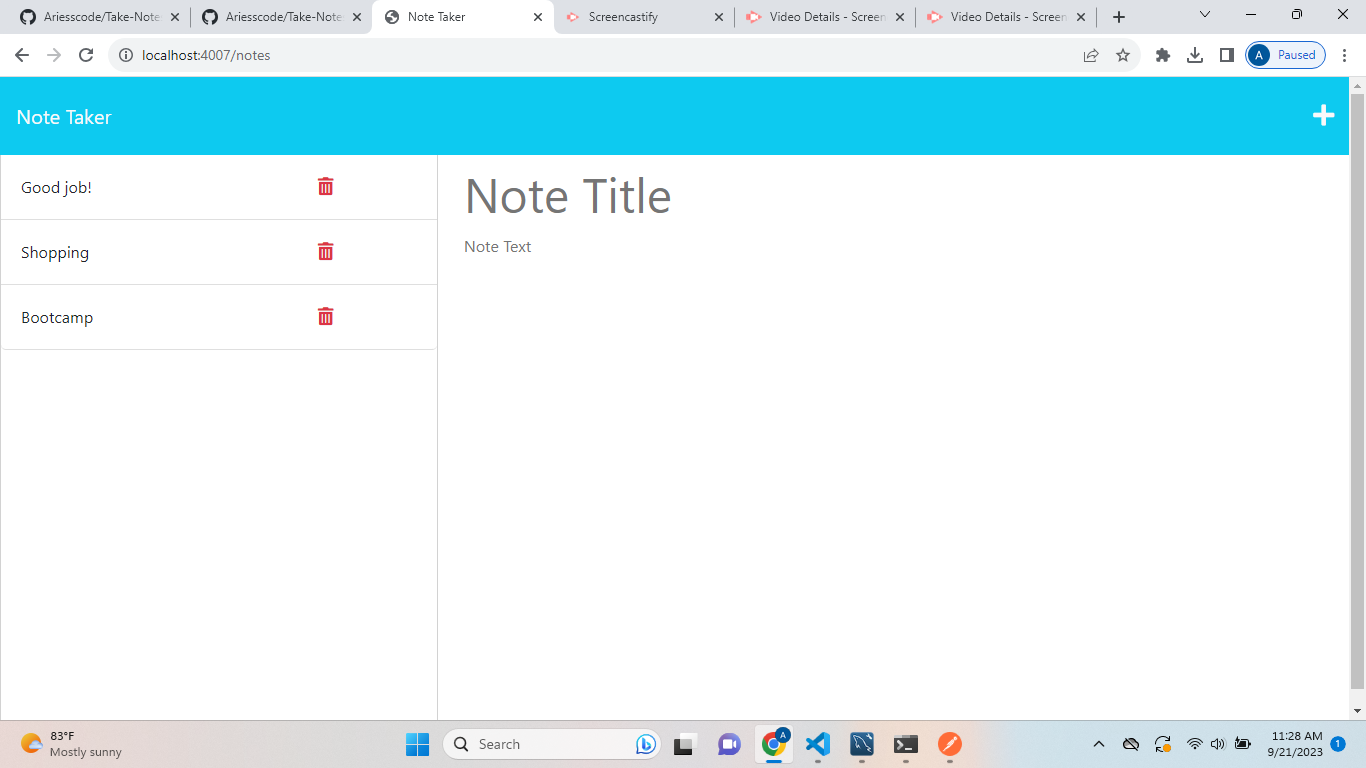 Ariesscode/Take-Note
Ariesscode/Take-Note
Note Taker
Screencastify
Video Details - Screen
Video Details - Screen
localhost:4007/notes
A
Paused
Note Taker
Good job!
Shopping
Bootcamp
Note Title
Note Text
83°F
Mostly sunny
Search
A
11:28 AM
9/21/2023
1